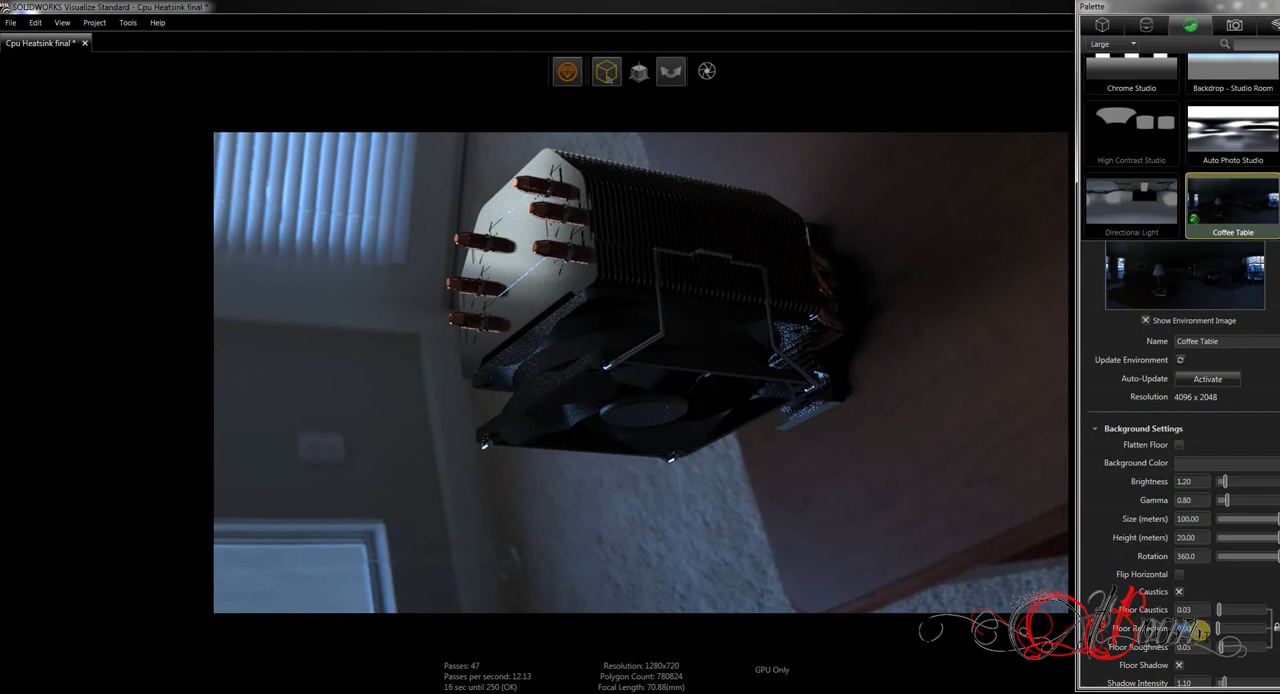 SOLIDWORKS Visualize Standard - Cpu Heatsink final *
Palette
File Edit View Project Tools Help
Cpu Heatsink final *
Large
Chrome Studio
Backdrop - Studio Room
High Contrast Studio
Auto Photo Studio
Directional Light
Coffee Table
Show Environment Image
Name Coffee Table
Update Environment
Auto-Update Activate
Resolution 4096 x 2048
Background Settings
Flatten Floor
Background Color
Brightness 1.20
Gamma 0.80
Size (meters) 100.00
Height (meters) 20.00
Rotation 360.0
Flip Horizontal
Caustics
Floor Caustics 0.03
Floor
Floor Roughness 0.05
Floor Shadow
Shadow Intensity 1.10
Passes: 47
Passes per second: 12.13
16 sec until 250 (OK)
Resolution: 1280x720
Polygon Count: 780824
Focal Length: 70.88(mm)
GPU Only